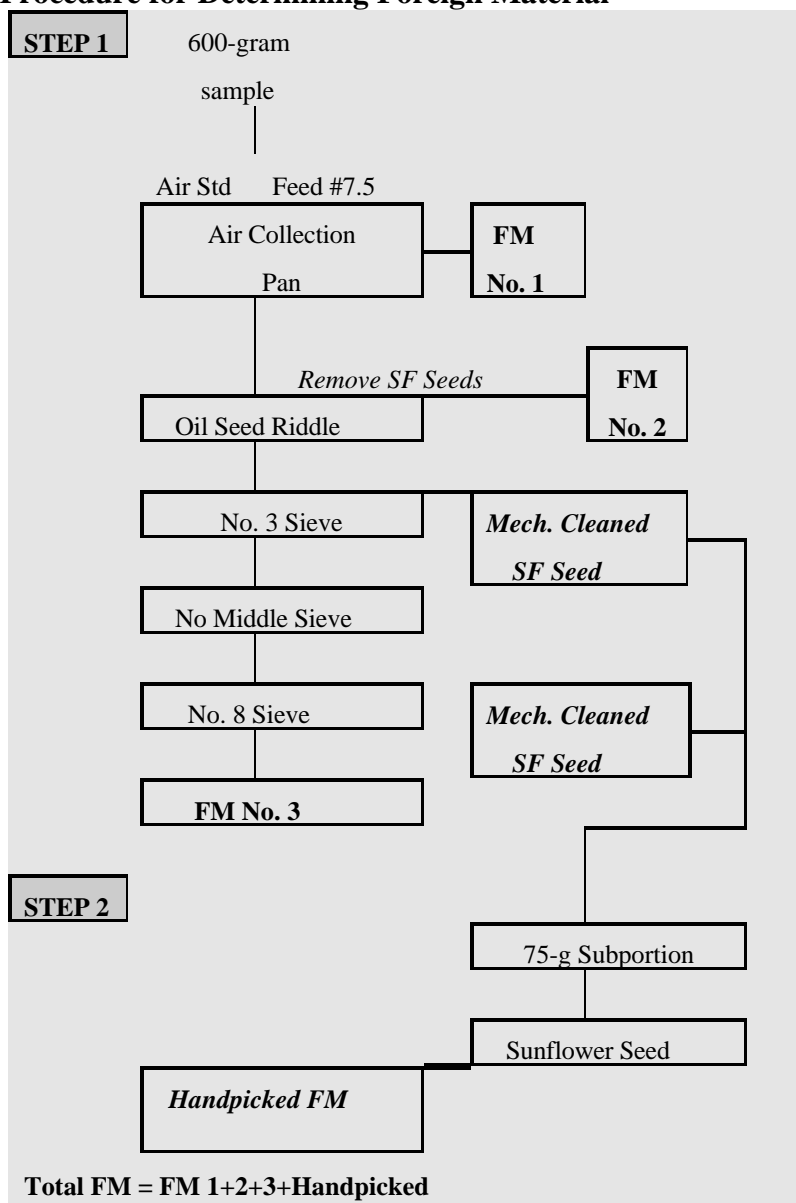 Procedure for Determining Foreign Material
STEP 1
600-gram
sample
Air Std Feed #7.5
Air Collection
Pan
FM
No. 1
Remove SF Seeds
FM
No. 2
Oil Seed Riddle
No. 3 Sieve
Mech. Cleaned
SF Seed
No Middle Sieve
No. 8 Sieve
Mech. Cleaned
SF Seed
FM No. 3
STEP 2
75-g Subportion
Sunflower Seed
Handpicked FM
Total FM = FM 1+2+3+Handpicked